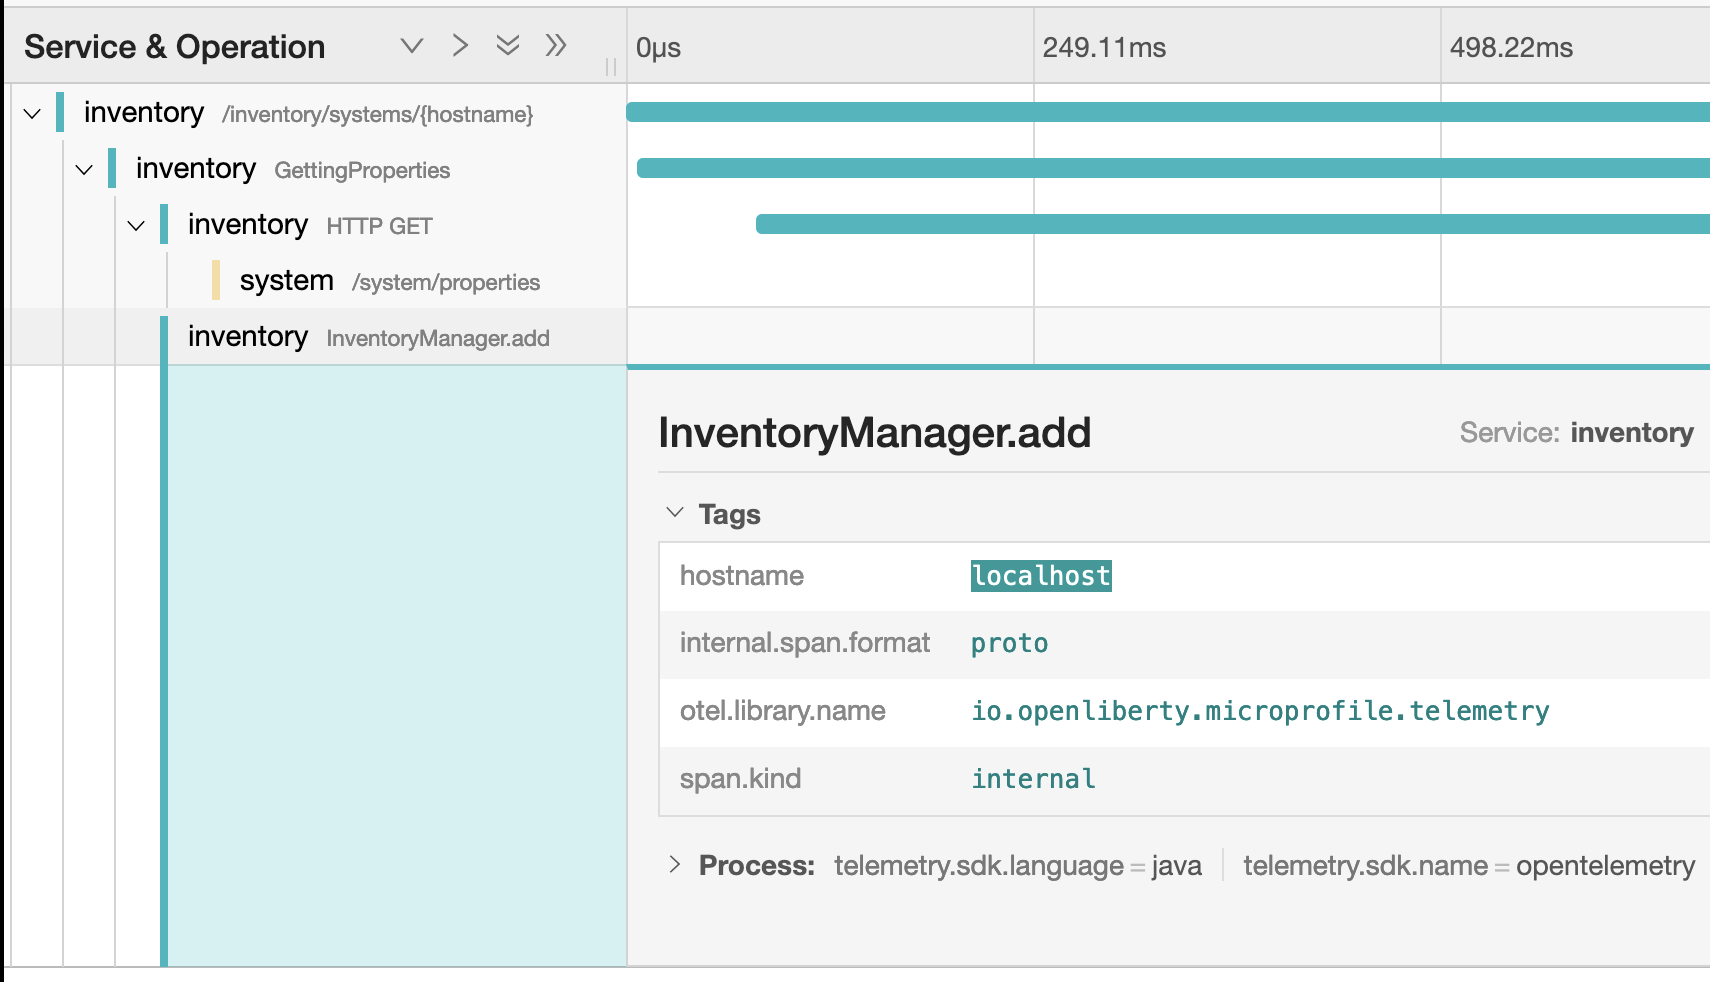 Service & Operation 0μs 249.11ms 498.22ms
inventory /inventory/systems/{hostname}
inventory GettingProperties
inventory HTTP GET
system /system/properties
inventory InventoryManager.add
InventoryManager.add Service: inventory
Tags
hostname localhost
internal.span.format proto
otel.library.name io.openliberty.microprofile.telemetry
span.kind internal
Process: telemetry.sdk.language = java telemetry.sdk.name = opentelemetry